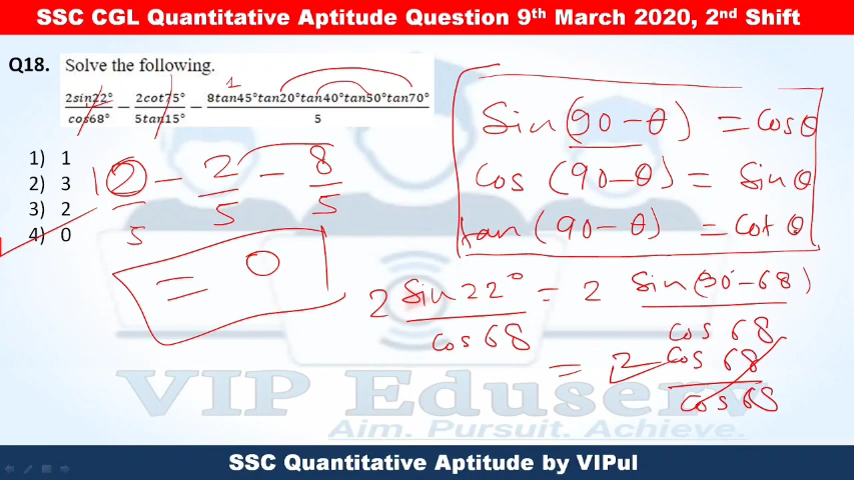 SSC CGL Quantitative Aptitude Question 9th March 2020, 2nd Shift
Q18. Solve the following.
2sin22°/cos68° − 2cot75°/5tan15° − 8tan45°tan20°tan40°tan50°tan70°/5
1
1) 1
2) 3
3) 2
4) 0
10/5 − 2/5 − 8/5
= 0
Sin(90−θ) = cosθ
cos(90−θ) = sinθ
tan(90−θ) = cotθ
2 Sin22°/cos68 = 2 Sin(90°−68)/cos68
= 2 cos68/cos68
VIP Eduserv
Aim. Pursuit. Achieve.
SSC Quantitative Aptitude by VIPul